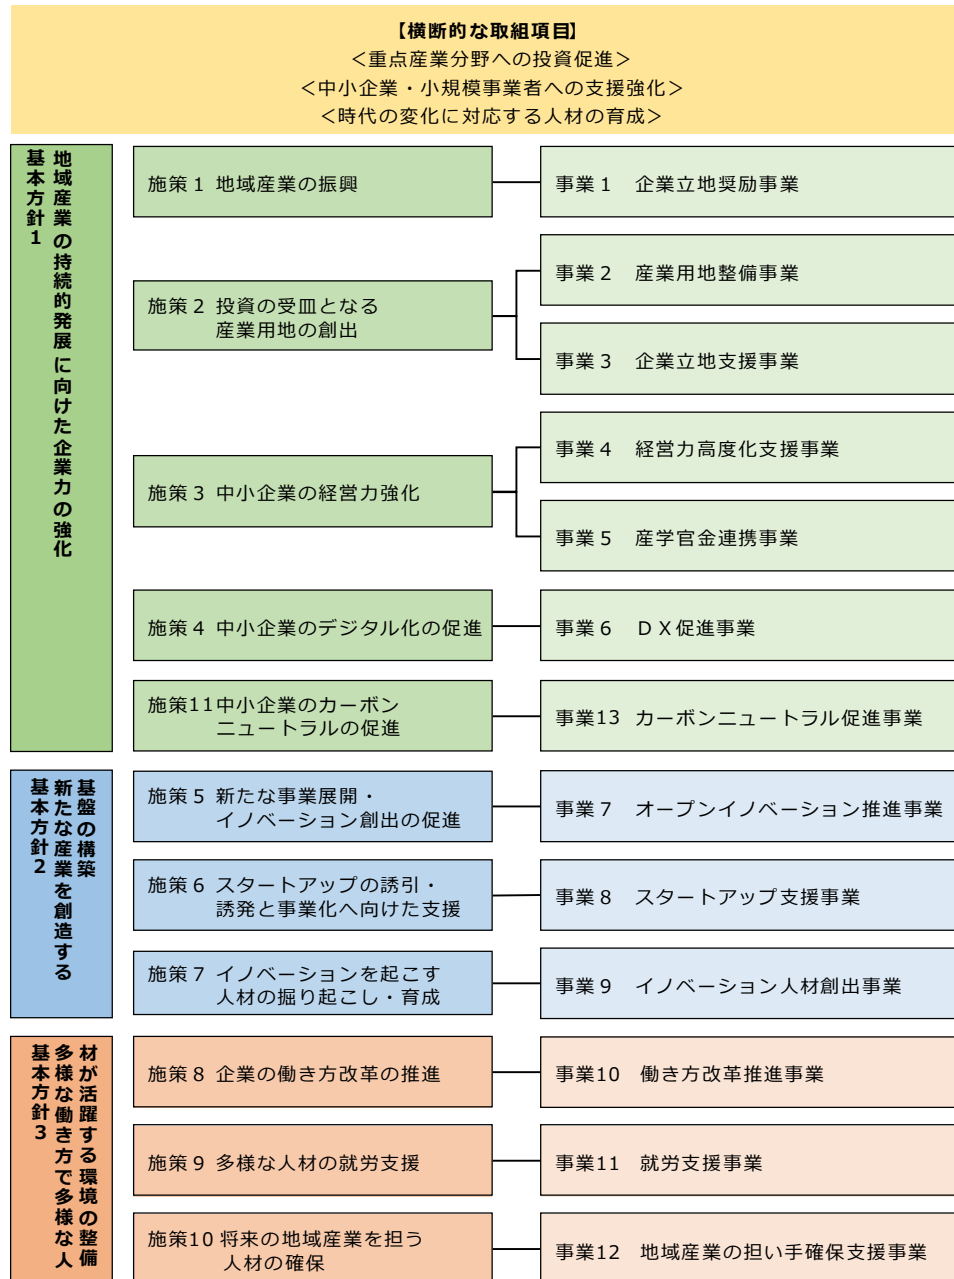 【横断的な取組項目】
＜重点産業分野への投資促進＞
＜中小企業・小規模事業者への支援強化＞
＜時代の変化に対応する人材の育成＞
基本方針1
地域産業の持続的発展に向けた企業力の強化
施策1 地域産業の振興
事業1 企業立地奨励事業
施策2 投資の受皿となる
産業用地の創出
事業2 産業用地整備事業
事業3 企業立地支援事業
施策3 中小企業の経営力強化
事業4 経営力高度化支援事業
事業5 産学官金連携事業
施策4 中小企業のデジタル化の促進
事業6 ＤＸ促進事業
施策11中小企業のカーボン
ニュートラルの促進
事業13 カーボンニュートラル促進事業
基本方針2
新たな産業を創造する
基盤の構築
施策5 新たな事業展開・
イノベーション創出の促進
事業7 オープンイノベーション推進事業
施策6 スタートアップの誘引・
誘発と事業化へ向けた支援
事業8 スタートアップ支援事業
施策7 イノベーションを起こす
人材の掘り起こし・育成
事業9 イノベーション人材創出事業
基本方針3
多様な働き方で多様な人
材が活躍する環境の整備
施策8 企業の働き方改革の推進
事業10 働き方改革推進事業
施策9 多様な人材の就労支援
事業11 就労支援事業
施策10 将来の地域産業を担う
人材の確保
事業12 地域産業の担い手確保支援事業